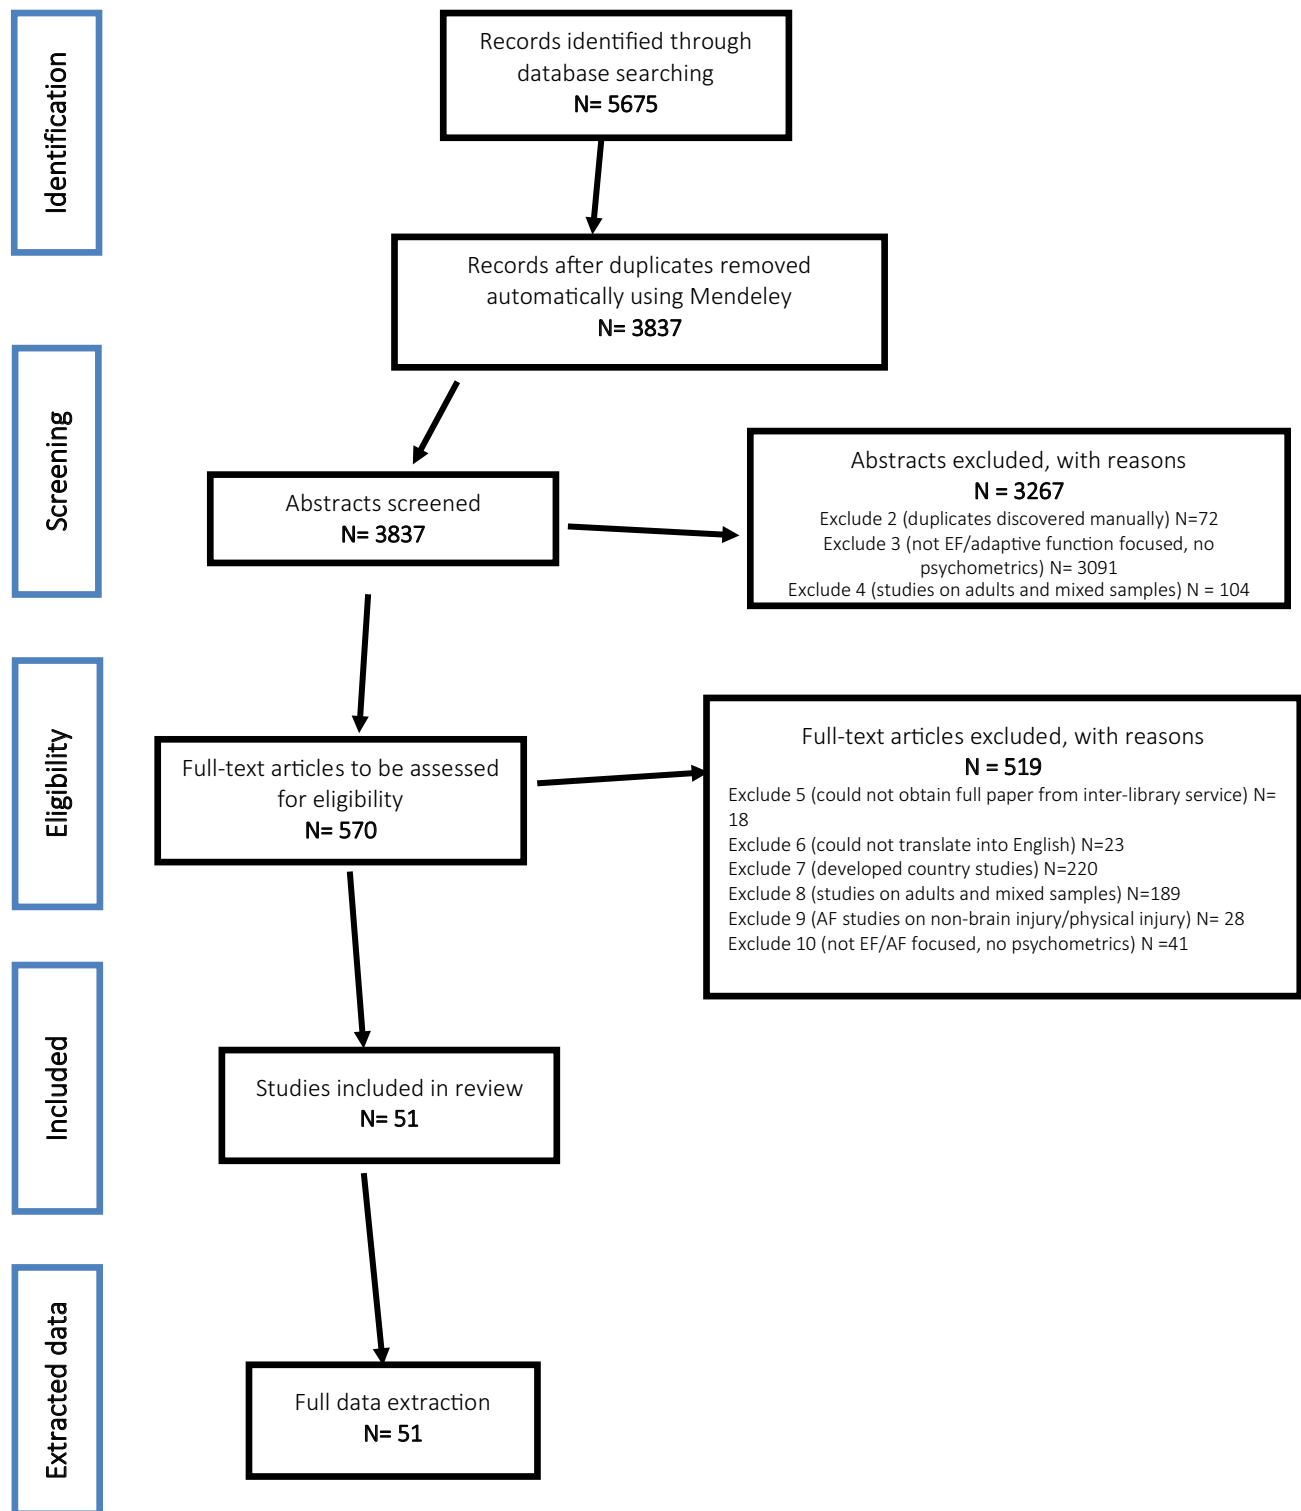 Identification
Records identified through
database searching
N= 5675
Records after duplicates removed
automatically using Mendeley
N= 3837
Screening
Abstracts screened
N= 3837
Abstracts excluded, with reasons
N = 3267
Exclude 2 (duplicates discovered manually) N=72
Exclude 3 (not EF/adaptive function focused, no
psychometrics) N= 3091
Exclude 4 (studies on adults and mixed samples) N = 104
Eligibility
Full-text articles to be assessed
for eligibility
N= 570
Full-text articles excluded, with reasons
N = 519
Exclude 5 (could not obtain full paper from inter-library service) N=
18
Exclude 6 (could not translate into English) N=23
Exclude 7 (developed country studies) N=220
Exclude 8 (studies on adults and mixed samples) N=189
Exclude 9 (AF studies on non-brain injury/physical injury) N= 28
Exclude 10 (not EF/AF focused, no psychometrics) N =41
Included
Studies included in review
N= 51
Extracted data
Full data extraction
N= 51